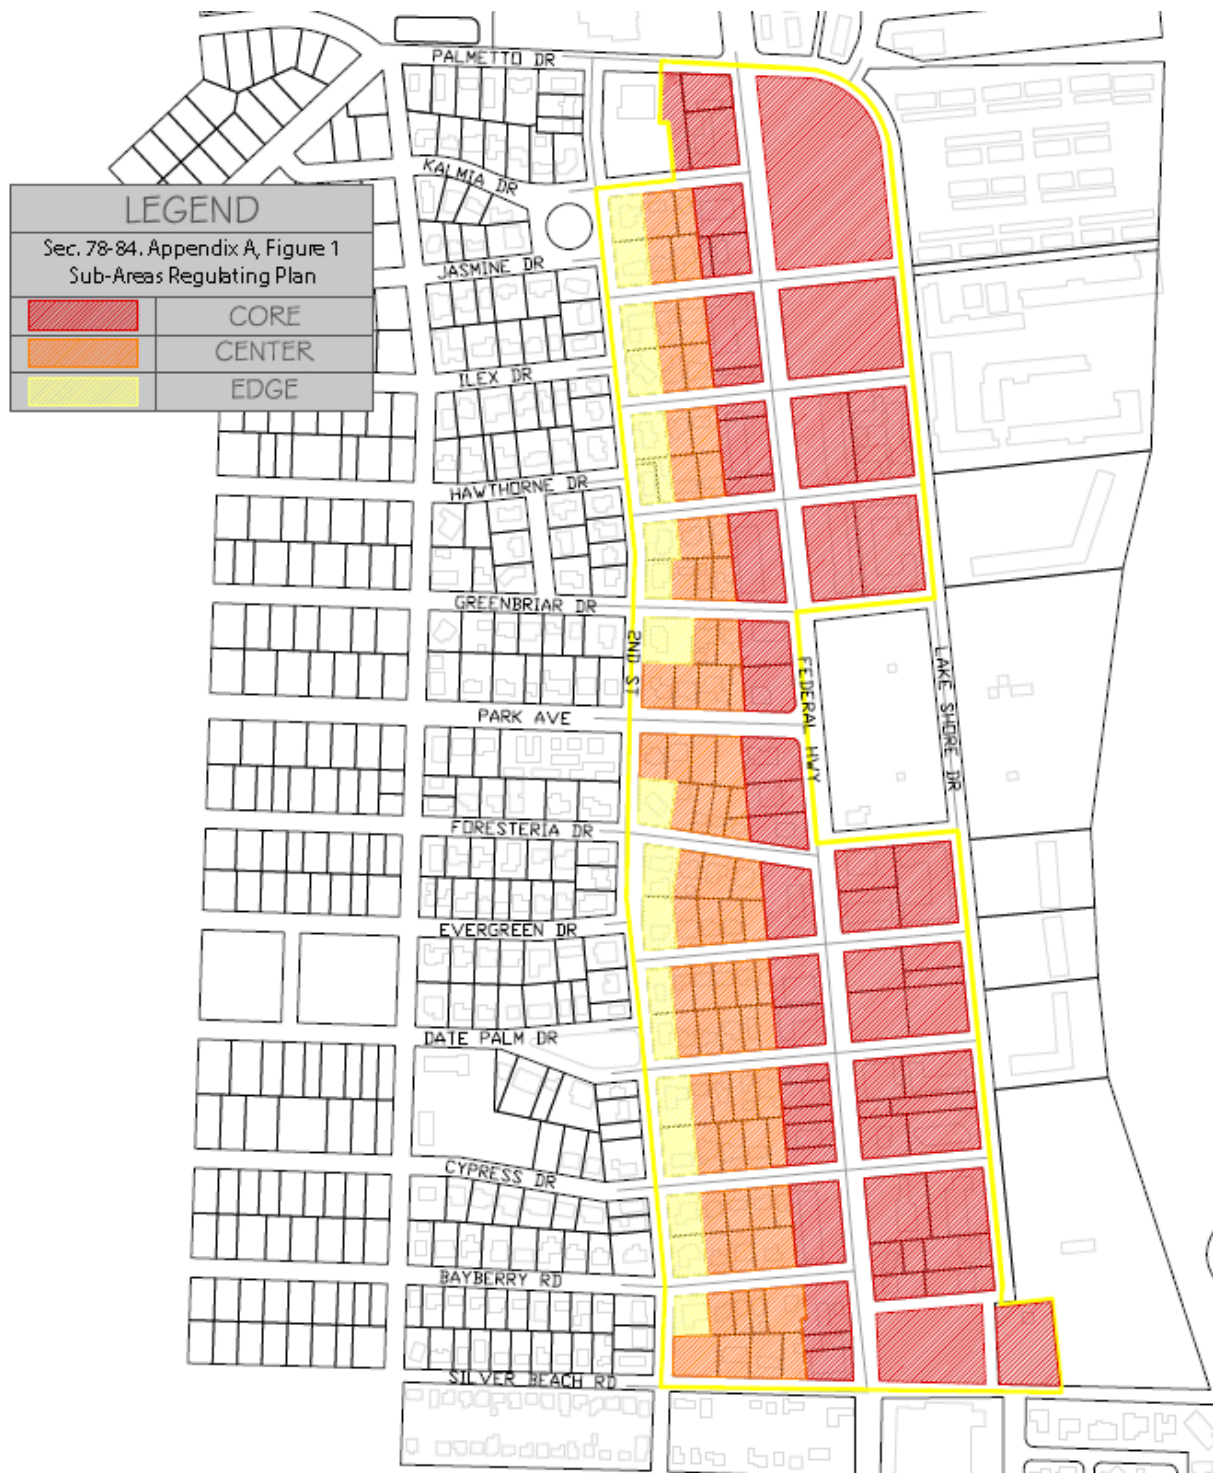 PALMETTO DR
KALMIA DR
LEGEND
Sec. 78-84. Appendix A, Figure 1
Sub-Areas Regulating Plan
CORE
CENTER
EDGE
JASMINE DR
ILEX DR
HAWTHORNE DR
GREENBRIAR DR
2ND ST
FEDERAL HWY
LAKE SHORE DR
PARK AVE
FORESTERIA DR
EVERGREEN DR
DATE PALM DR
CYPRESS DR
BAYBERRY RD
SILVER BEACH RD